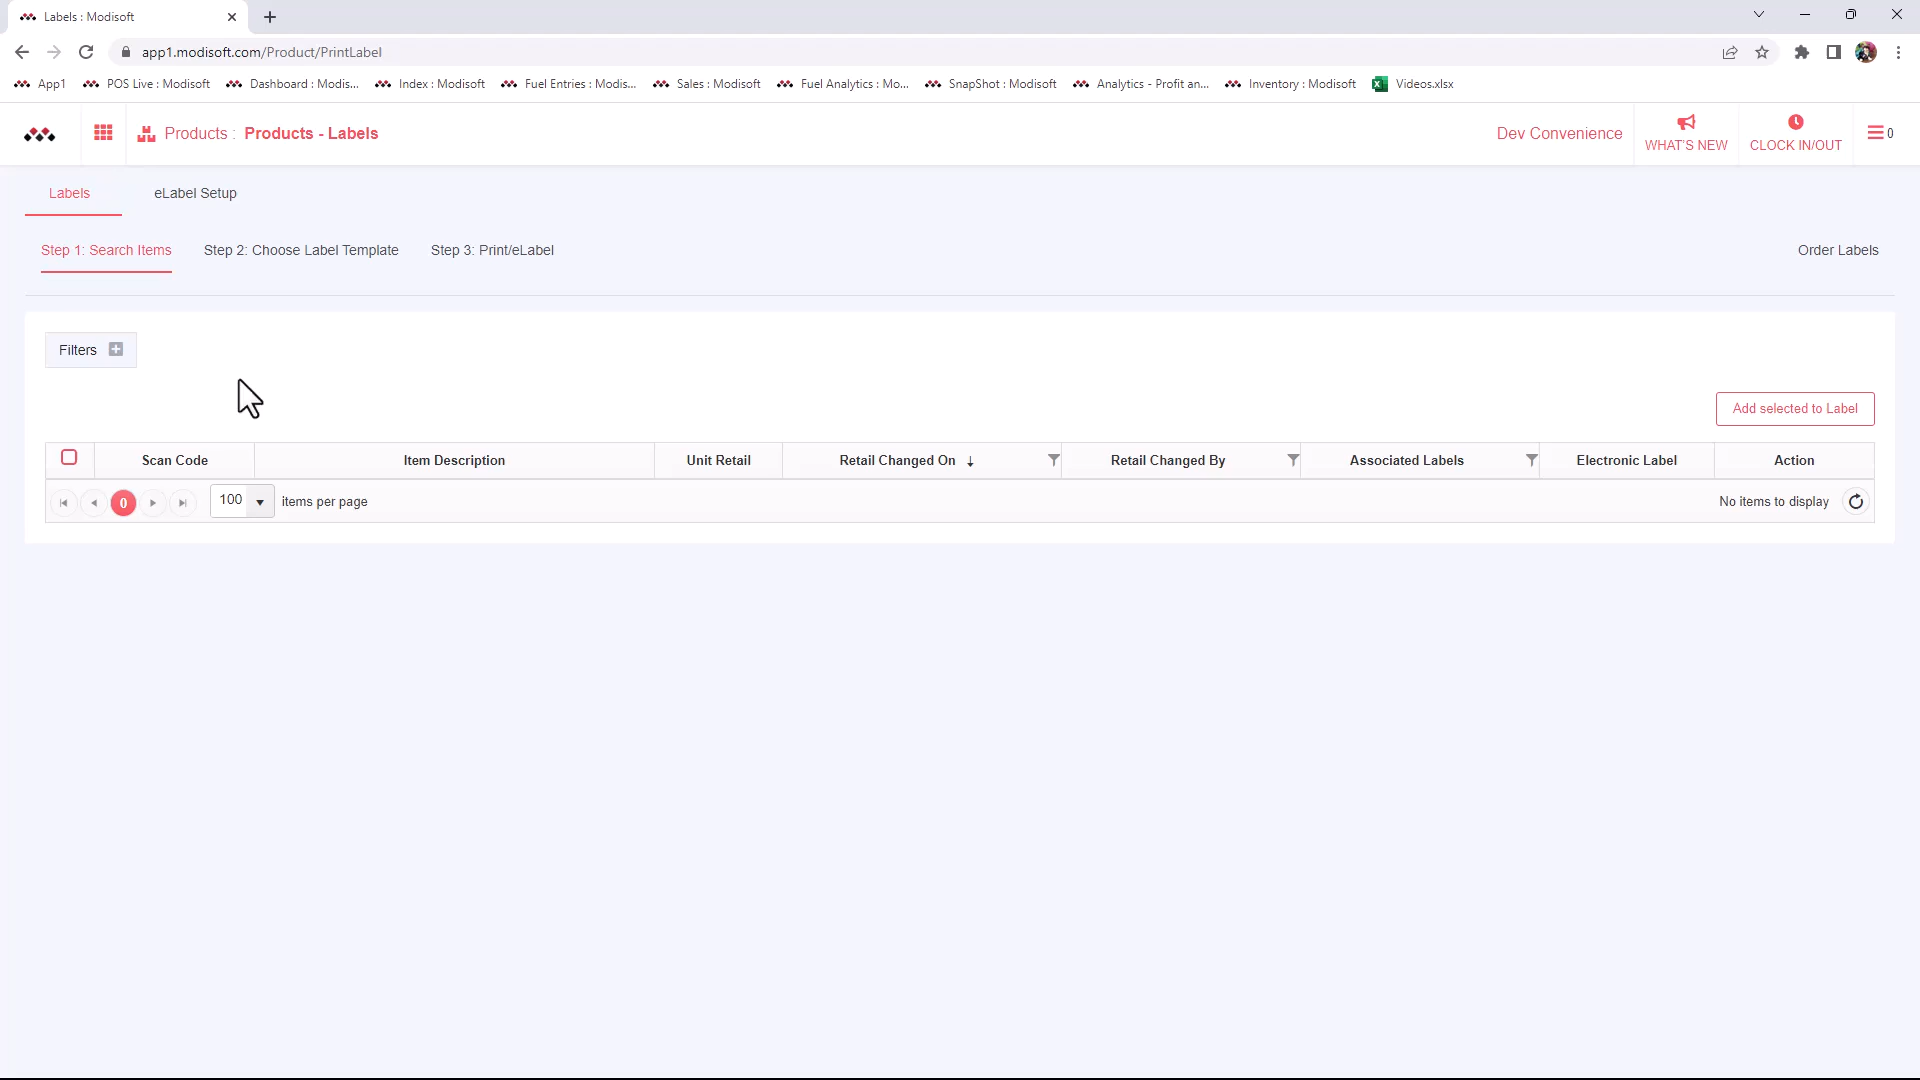 Labels : Modisoft
app1.modisoft.com/Product/PrintLabel
App1 POS Live : Modisoft Dashboard : Modis... Index : Modisoft Fuel Entries : Modis... Sales : Modisoft Fuel Analytics : Mo... SnapShot : Modisoft Analytics - Profit an... Inventory : Modisoft Videos.xlsx
Products : Products - Labels Dev Convenience WHAT'S NEW CLOCK IN/OUT 0
Labels eLabel Setup
Step 1: Search Items Step 2: Choose Label Template Step 3: Print/eLabel Order Labels
Filters
Add selected to Label
Scan Code Item Description Unit Retail Retail Changed On ↓ Retail Changed By Associated Labels Electronic Label Action
0 100 items per page No items to display